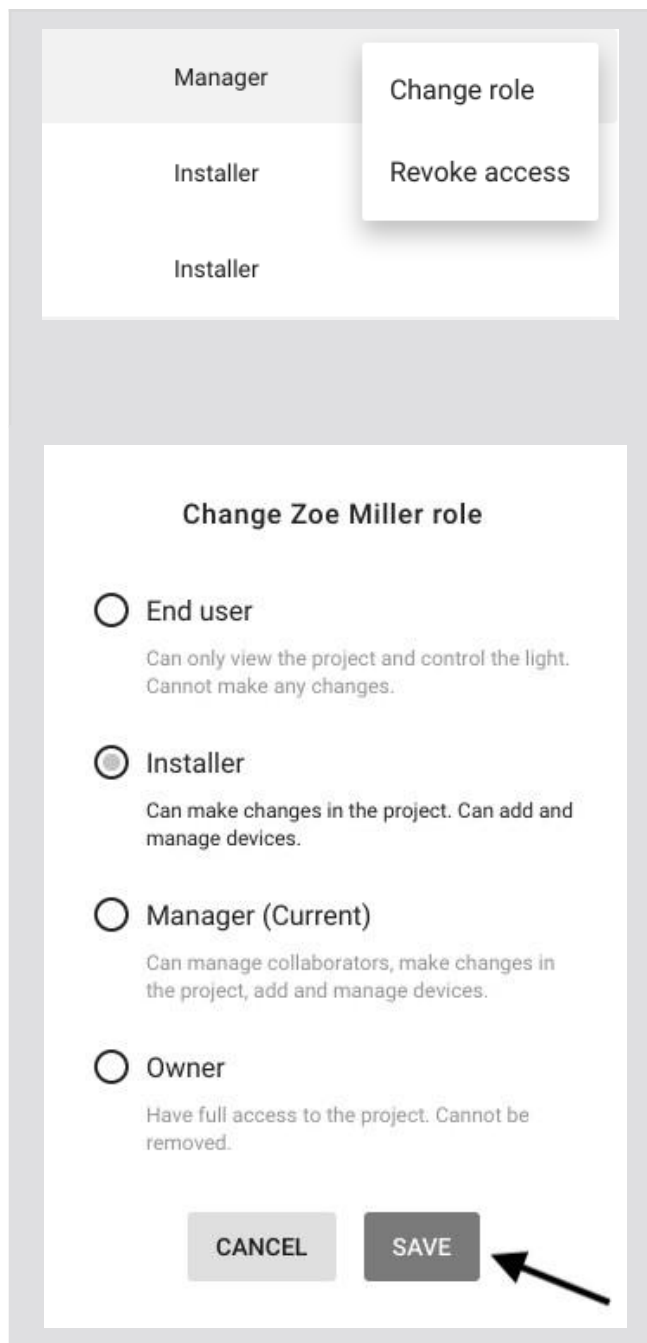 Manager
Change role
Installer
Revoke access
Installer
Change Zoe Miller role
End user
Can only view the project and control the light.
Cannot make any changes.
Installer
Can make changes in the project. Can add and
manage devices.
Manager (Current)
Can manage collaborators, make changes in
the project, add and manage devices.
Owner
Have full access to the project. Cannot be
removed.
CANCEL
SAVE